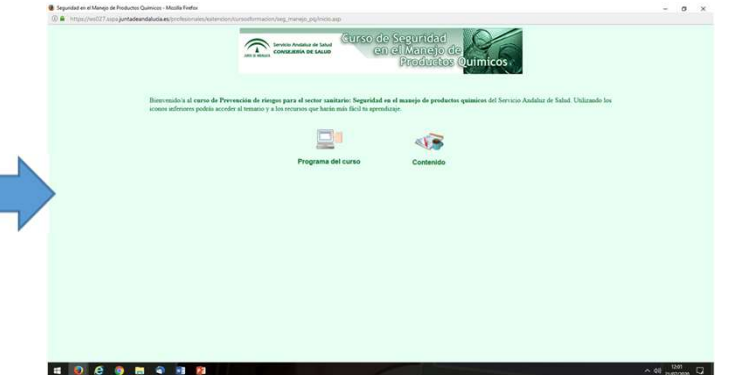 Seguridad en el Manejo de Productos Químicos - Mozilla Firefox
juntadeandalucia.es/profesionales/extension/cursosformacion/seg_manejo_pq/inicio.asp
Servicio Andaluz de Salud
CONSEJERÍA DE SALUD
Curso de Seguridad
en el Manejo de
Productos Químicos
Bienvenido/a al curso de Prevención de riesgos para el sector sanitario: Seguridad en el manejo de productos químicos del Servicio Andaluz de Salud. Utilizando los
iconos inferiores podrás acceder al temario y a los recursos que harán más fácil tu aprendizaje.
Programa del curso
Contenido
12:01